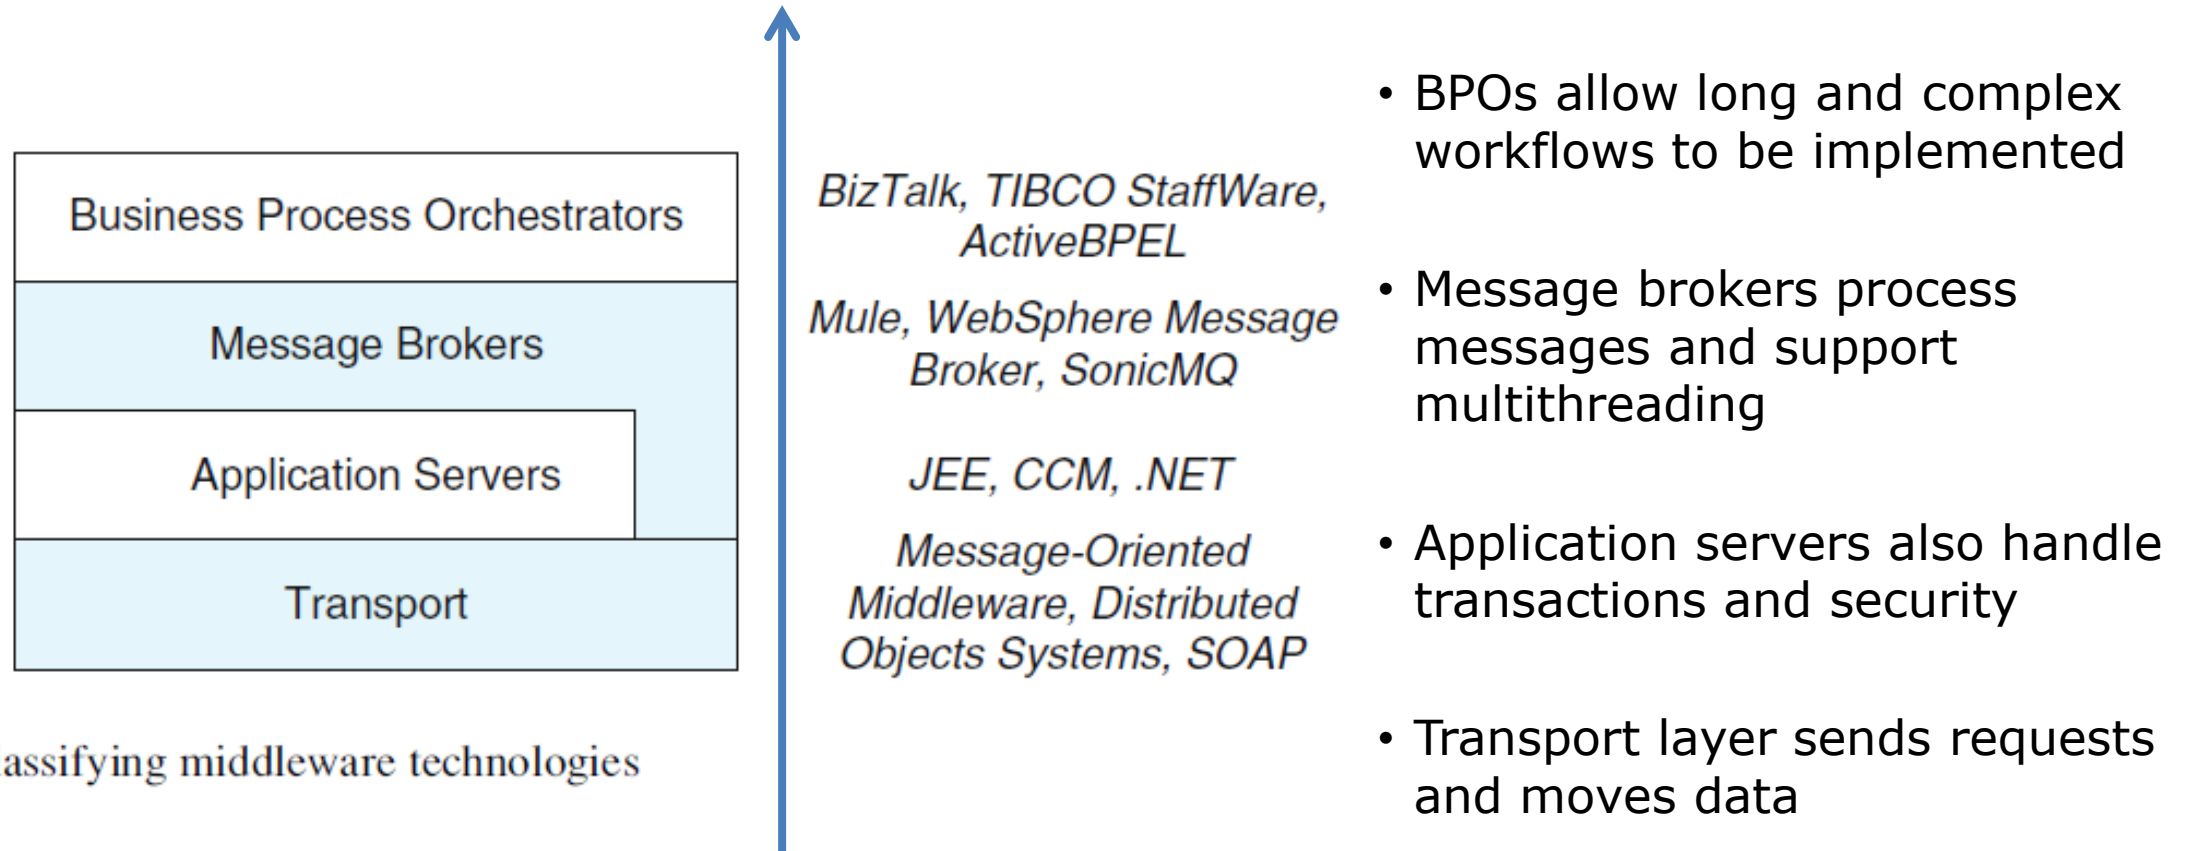 Business Process Orchestrators
Message Brokers
Application Servers
Transport
lassifying middleware technologies
BizTalk, TIBCO StaffWare,
ActiveBPEL
Mule, WebSphere Message
Broker, SonicMQ
JEE, CCM, .NET
Message-Oriented
Middleware, Distributed
Objects Systems, SOAP
• BPOs allow long and complex
workflows to be implemented
• Message brokers process
messages and support
multithreading
• Application servers also handle
transactions and security
• Transport layer sends requests
and moves data